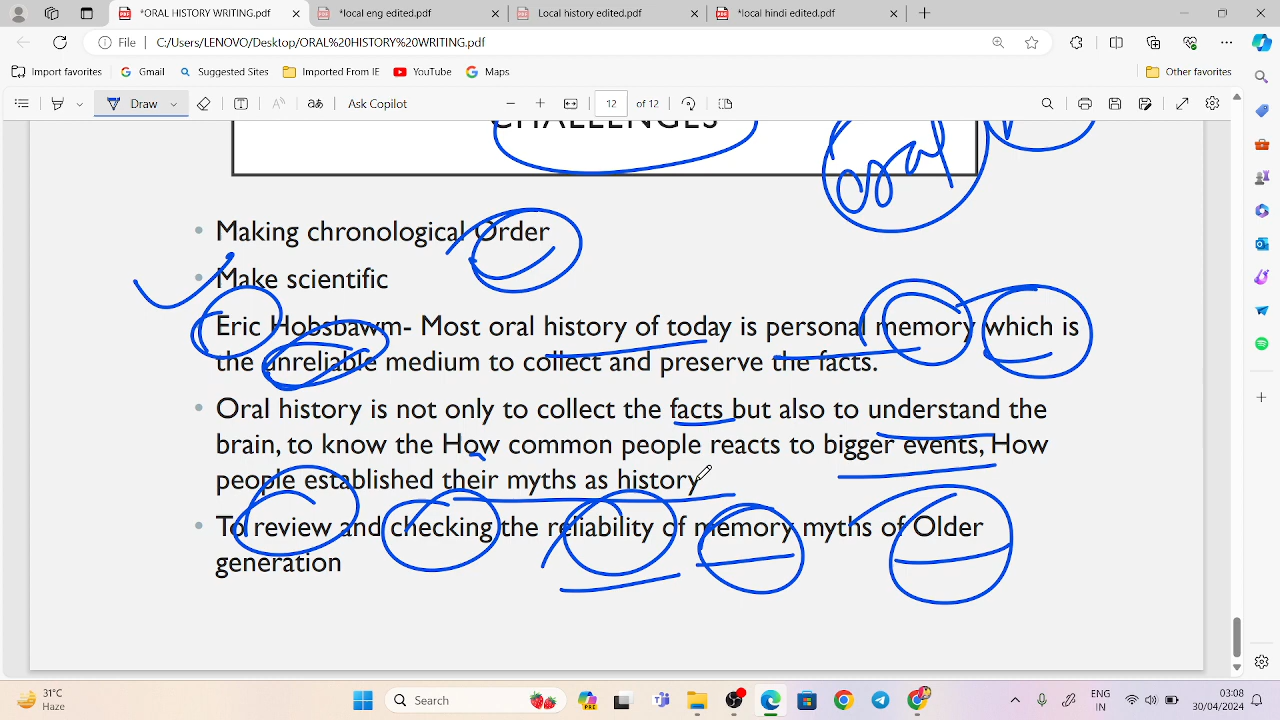 *ORAL HISTORY WRITING.pdf
*local eng edited.pdf
Local history edited.pdf
*local hindi edited.pdf
File
C:/Users/LENOVO/Desktop/ORAL%20HISTORY%20WRITING.pdf
Import favorites
Gmail
Suggested Sites
Imported From IE
YouTube
Maps
Other favorites
Draw
Ask Copilot
12
of 12
CHALLENGES
oral
• Making chronological Order
• Make scientific
• Eric Hobsbawm- Most oral history of today is personal memory which is
the unreliable medium to collect and preserve the facts.
• Oral history is not only to collect the facts but also to understand the
brain, to know the How common people reacts to bigger events, How
people established their myths as history
• To review and checking the reliability of memory myths of Older
generation
31°C
Haze
Search
ENG
IN
03:08
30/04/2024